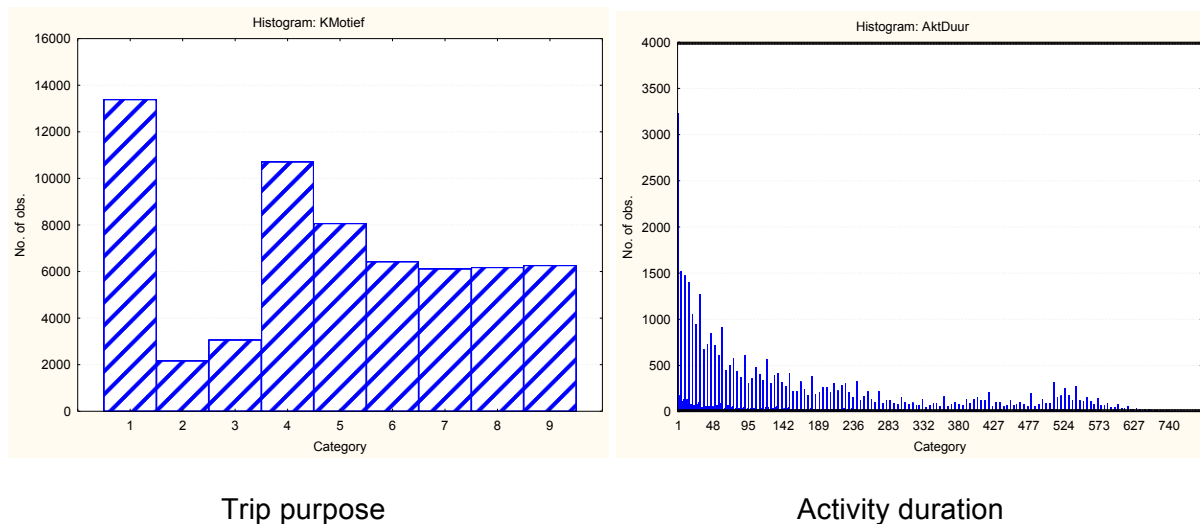 Histogram: KMotief
16000
14000
12000
10000
8000
6000
4000
2000
0
No. of obs.
1 2 3 4 5 6 7 8 9
Category
Histogram: AktDuur
4000
3500
3000
2500
2000
1500
1000
500
0
No. of obs.
1 48 95 142 189 236 283 332 380 427 477 524 573 627 740
Category
Trip purpose
Activity duration